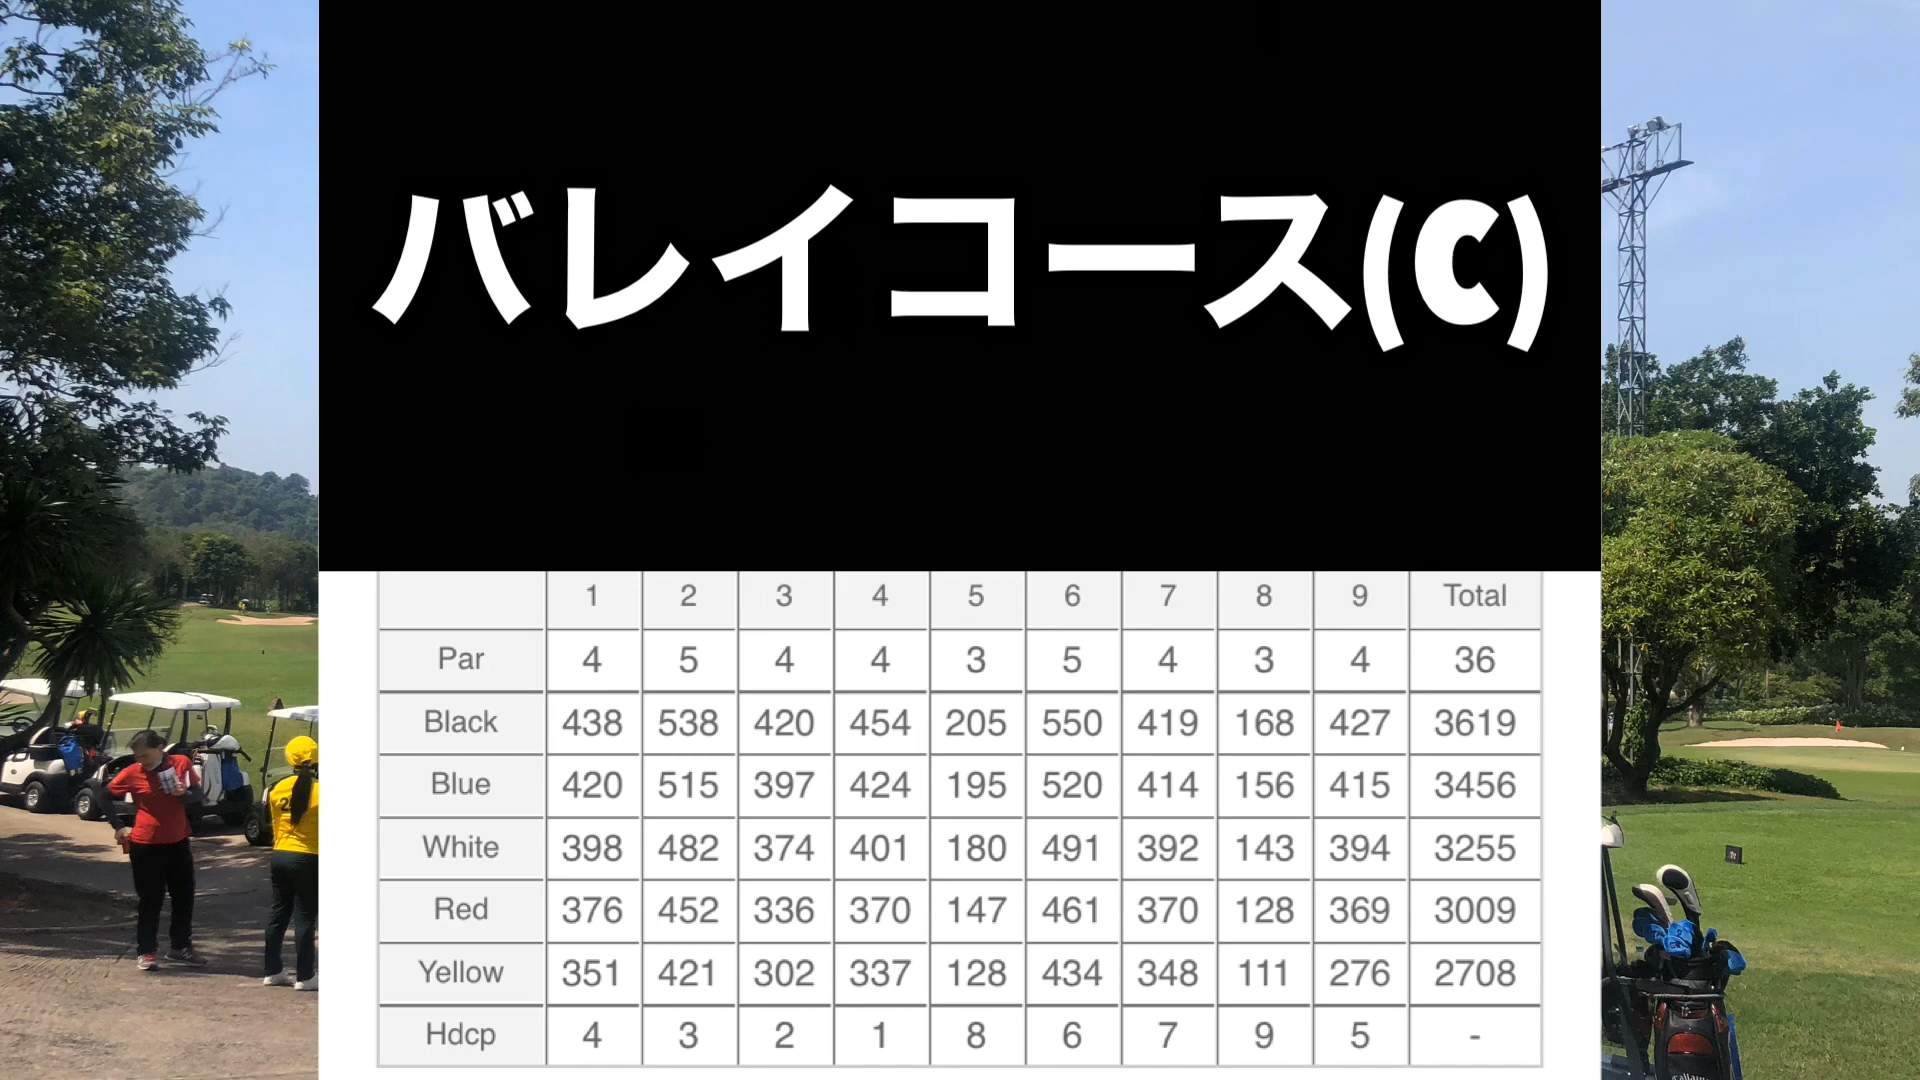 バレイコース(C)
1 2 3 4 5 6 7 8 9 Total
Par 4 5 4 4 3 5 4 3 4 36
Black 438 538 420 454 205 550 419 168 427 3619
Blue 420 515 397 424 195 520 414 156 415 3456
White 398 482 374 401 180 491 392 143 394 3255
Red 376 452 336 370 147 461 370 128 369 3009
Yellow 351 421 302 337 128 434 348 111 276 2708
Hdcp 4 3 2 1 8 6 7 9 5 -